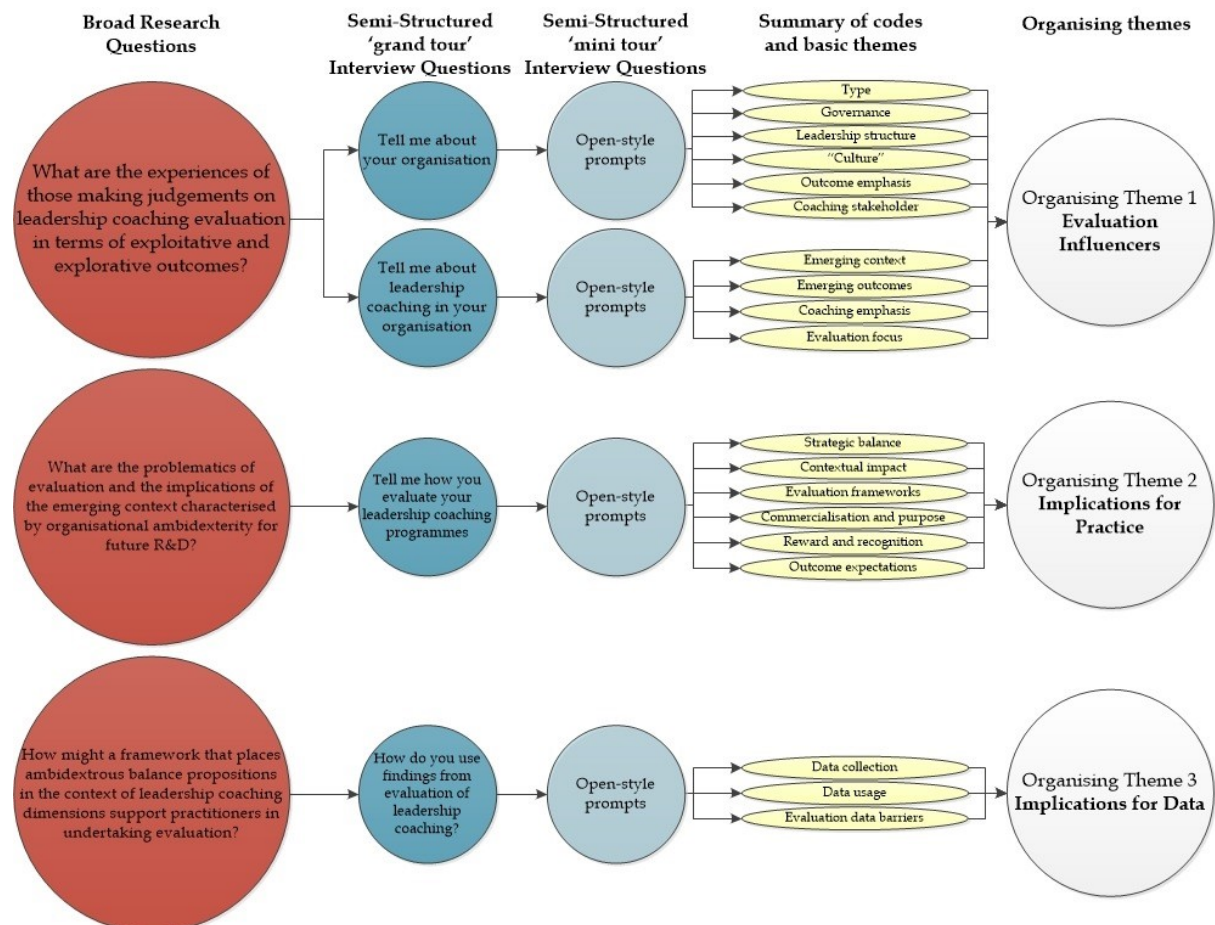 Broad Research
Questions
Semi-Structured
'grand tour'
Interview Questions
Semi-Structured
'mini tour'
Interview Questions
Summary of codes
and basic themes
Organising themes
What are the experiences of
those making judgements on
leadership coaching evaluation
in terms of exploitative and
explorative outcomes?
Tell me about
your organisation
Open-style
prompts
Type
Governance
Leadership structure
"Culture"
Outcome emphasis
Coaching stakeholder
Organising Theme 1
Evaluation
Influencers
Tell me about
leadership
coaching in your
organisation
Open-style
prompts
Emerging context
Emerging outcomes
Coaching emphasis
Evaluation focus
What are the problematics of
evaluation and the implications of
the emerging context characterised
by organisational ambidexterity for
future R&D?
Tell me how you
evaluate your
leadership coaching
programmes
Open-style
prompts
Strategic balance
Contextual impact
Evaluation frameworks
Commercialisation and purpose
Reward and recognition
Outcome expectations
Organising Theme 2
Implications for
Practice
How might a framework that places
ambidextrous balance propositions
in the context of leadership coaching
dimensions support practitioners in
undertaking evaluation?
How do you use
findings from
evaluation of
leadership
coaching?
Open-style
prompts
Data collection
Data usage
Evaluation data barriers
Organising Theme 3
Implications for Data